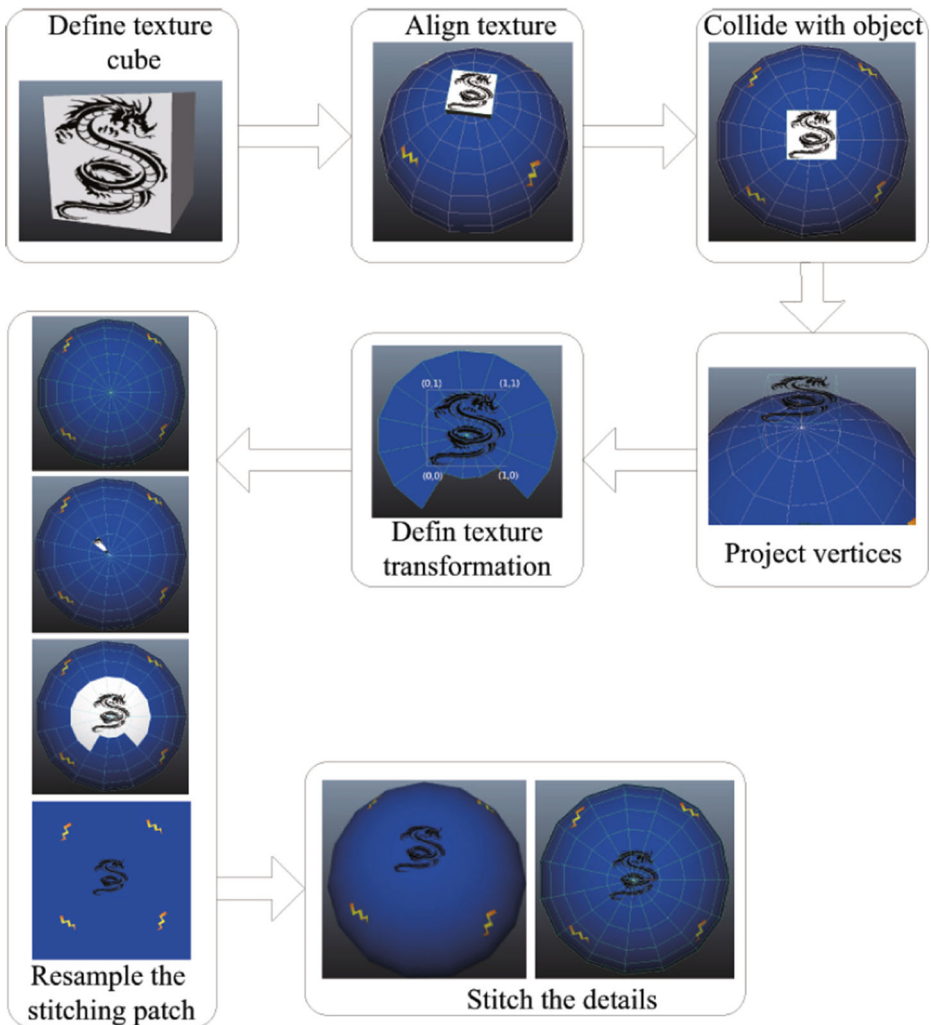 Define texture
cube
Align texture
Collide with object
Project vertices
(0,1) (1,1)
(0,0) (1,0)
Defin texture
transformation
Resample the
stitching patch
Stitch the details